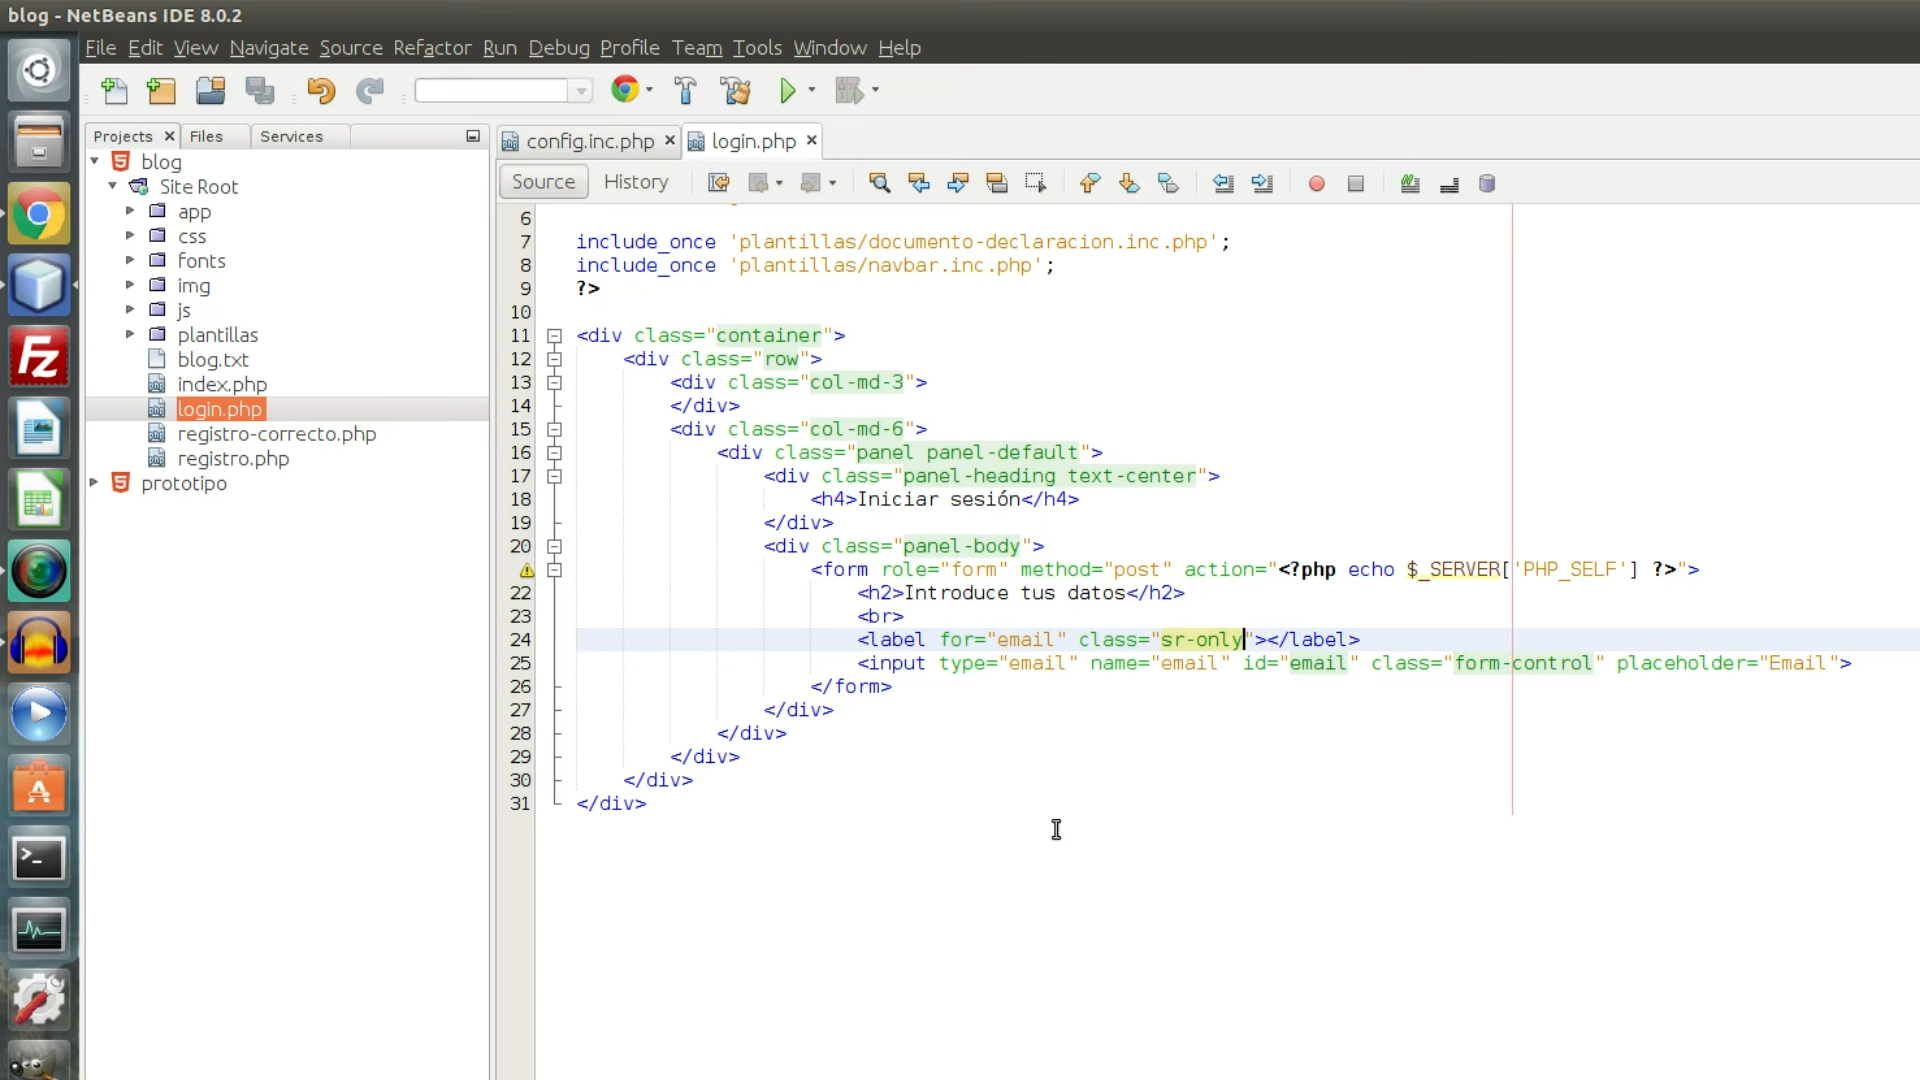 blog - NetBeans IDE 8.0.2
File Edit View Navigate Source Refactor Run Debug Profile Team Tools Window Help
Projects Files Services
config.inc.php login.php
Source History
blog
Site Root
app
css
fonts
img
js
plantillas
blog.txt
index.php
login.php
registro-correcto.php
registro.php
prototipo
6
7 include_once 'plantillas/documento-declaracion.inc.php';
8 include_once 'plantillas/navbar.inc.php';
9 ?>
10
11 <div class="container">
12 <div class="row">
13 <div class="col-md-3">
14 </div>
15 <div class="col-md-6">
16 <div class="panel panel-default">
17 <div class="panel-heading text-center">
18 <h4>Iniciar sesión</h4>
19 </div>
20 <div class="panel-body">
<form role="form" method="post" action="<?php echo $_SERVER['PHP_SELF'] ?>">
22 <h2>Introduce tus datos</h2>
23 <br>
24 <label for="email" class="sr-only"></label>
25 <input type="email" name="email" id="email" class="form-control" placeholder="Email">
26 </form>
27 </div>
28 </div>
29 </div>
30 </div>
31 </div>